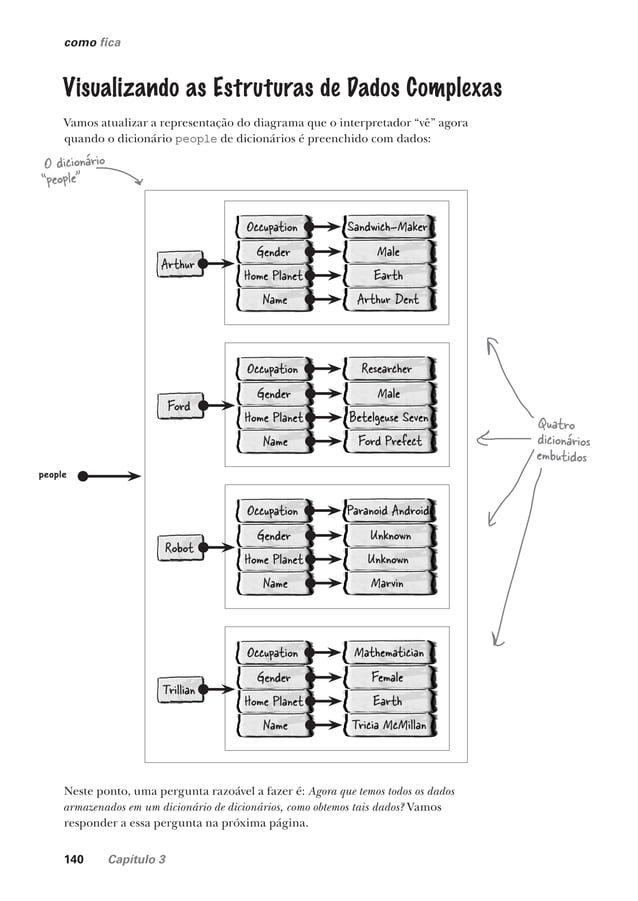 como fica
Visualizando as Estruturas de Dados Complexas
Vamos atualizar a representação do diagrama que o interpretador “vê” agora
quando o dicionário people de dicionários é preenchido com dados:
O dicionário
“people”
Arthur
Occupation Sandwich-Maker
Gender Male
Home Planet Earth
Name Arthur Dent
Ford
Occupation Researcher
Gender Male
Home Planet Betelgeuse Seven
Name Ford Prefect
Quatro
dicionários
embutidos
people
Robot
Occupation Paranoid Android
Gender Unknown
Home Planet Unknown
Name Marvin
Trillian
Occupation Mathematician
Gender Female
Home Planet Earth
Name Tricia McMillan
Neste ponto, uma pergunta razoável a fazer é: Agora que temos todos os dados
armazenados em um dicionário de dicionários, como obtemos tais dados? Vamos
responder a essa pergunta na próxima página.
140 Capítulo 3